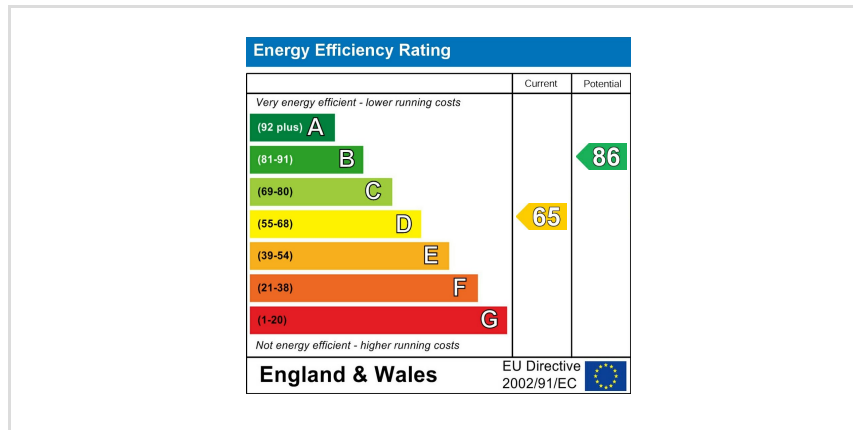 Energy Efficiency Rating
Current Potential
Very energy efficient - lower running costs
(92 plus) A
(81-91) B
86
(69-80) C
(55-68) D
65
(39-54) E
(21-38) F
(1-20) G
Not energy efficient - higher running costs
England & Wales
EU Directive
2002/91/EC